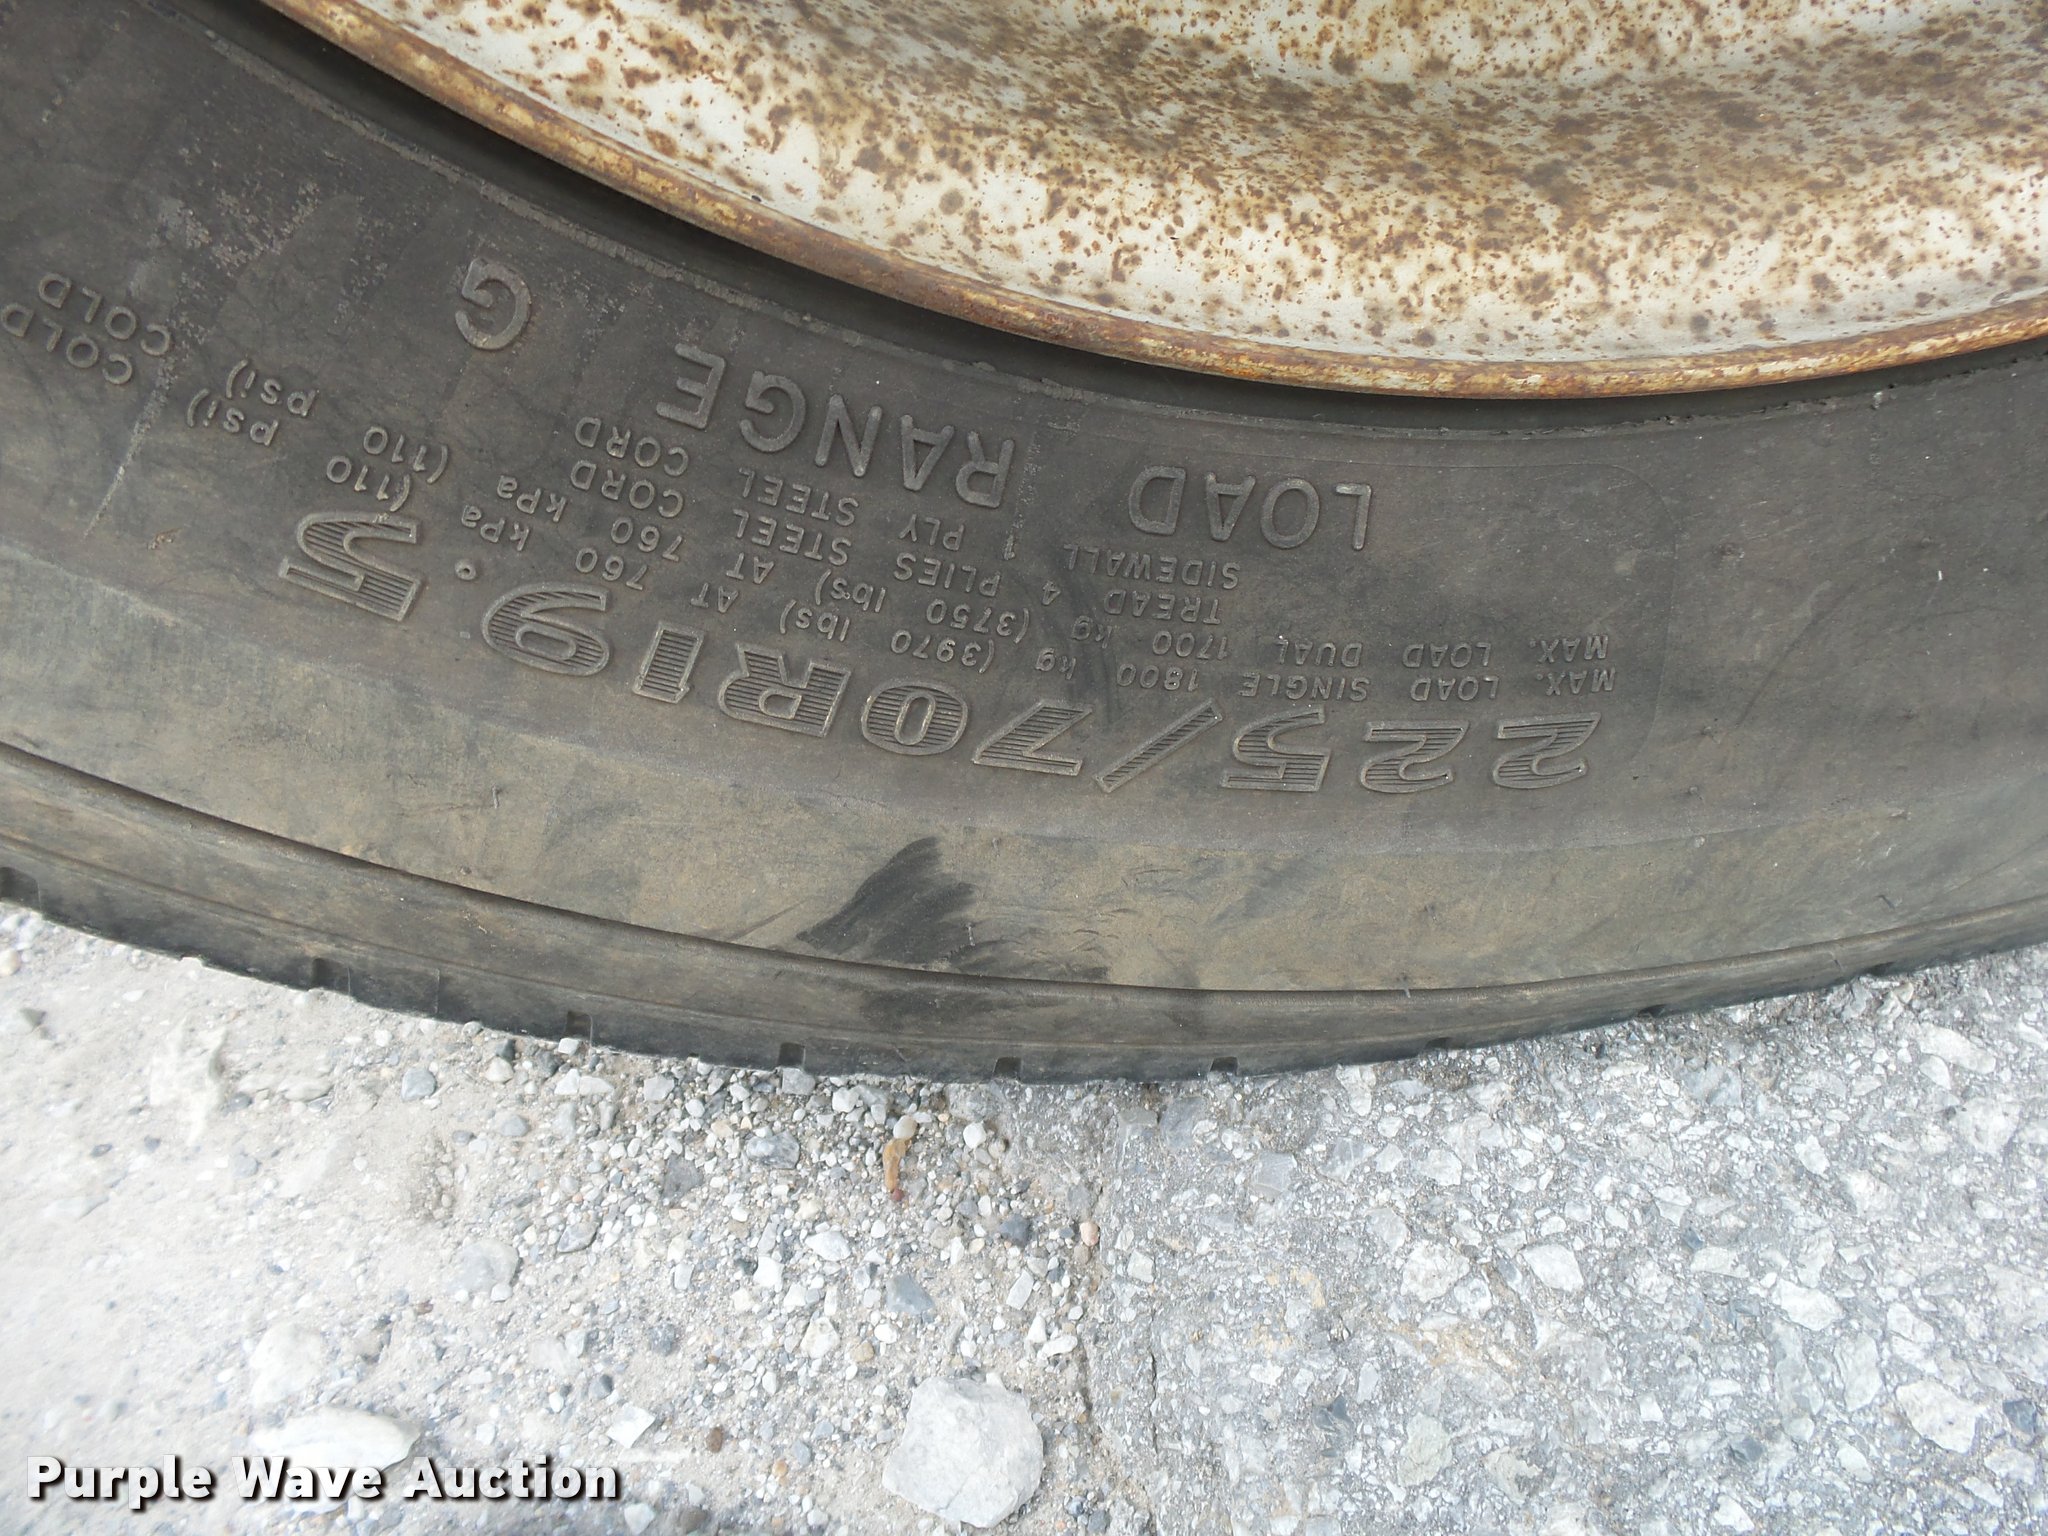 225/70R19.5
MAX. LOAD SINGLE 1800 kg (3970 lbs) AT 760 kPa (110 psi) COLD
MAX. LOAD DUAL 1700 kg (3750 lbs) AT 760 kPa (110 psi) COLD
TREAD 4 PLIES STEEL CORD
SIDEWALL 1 PLY STEEL CORD
LOAD RANGE G
Purple Wave Auction